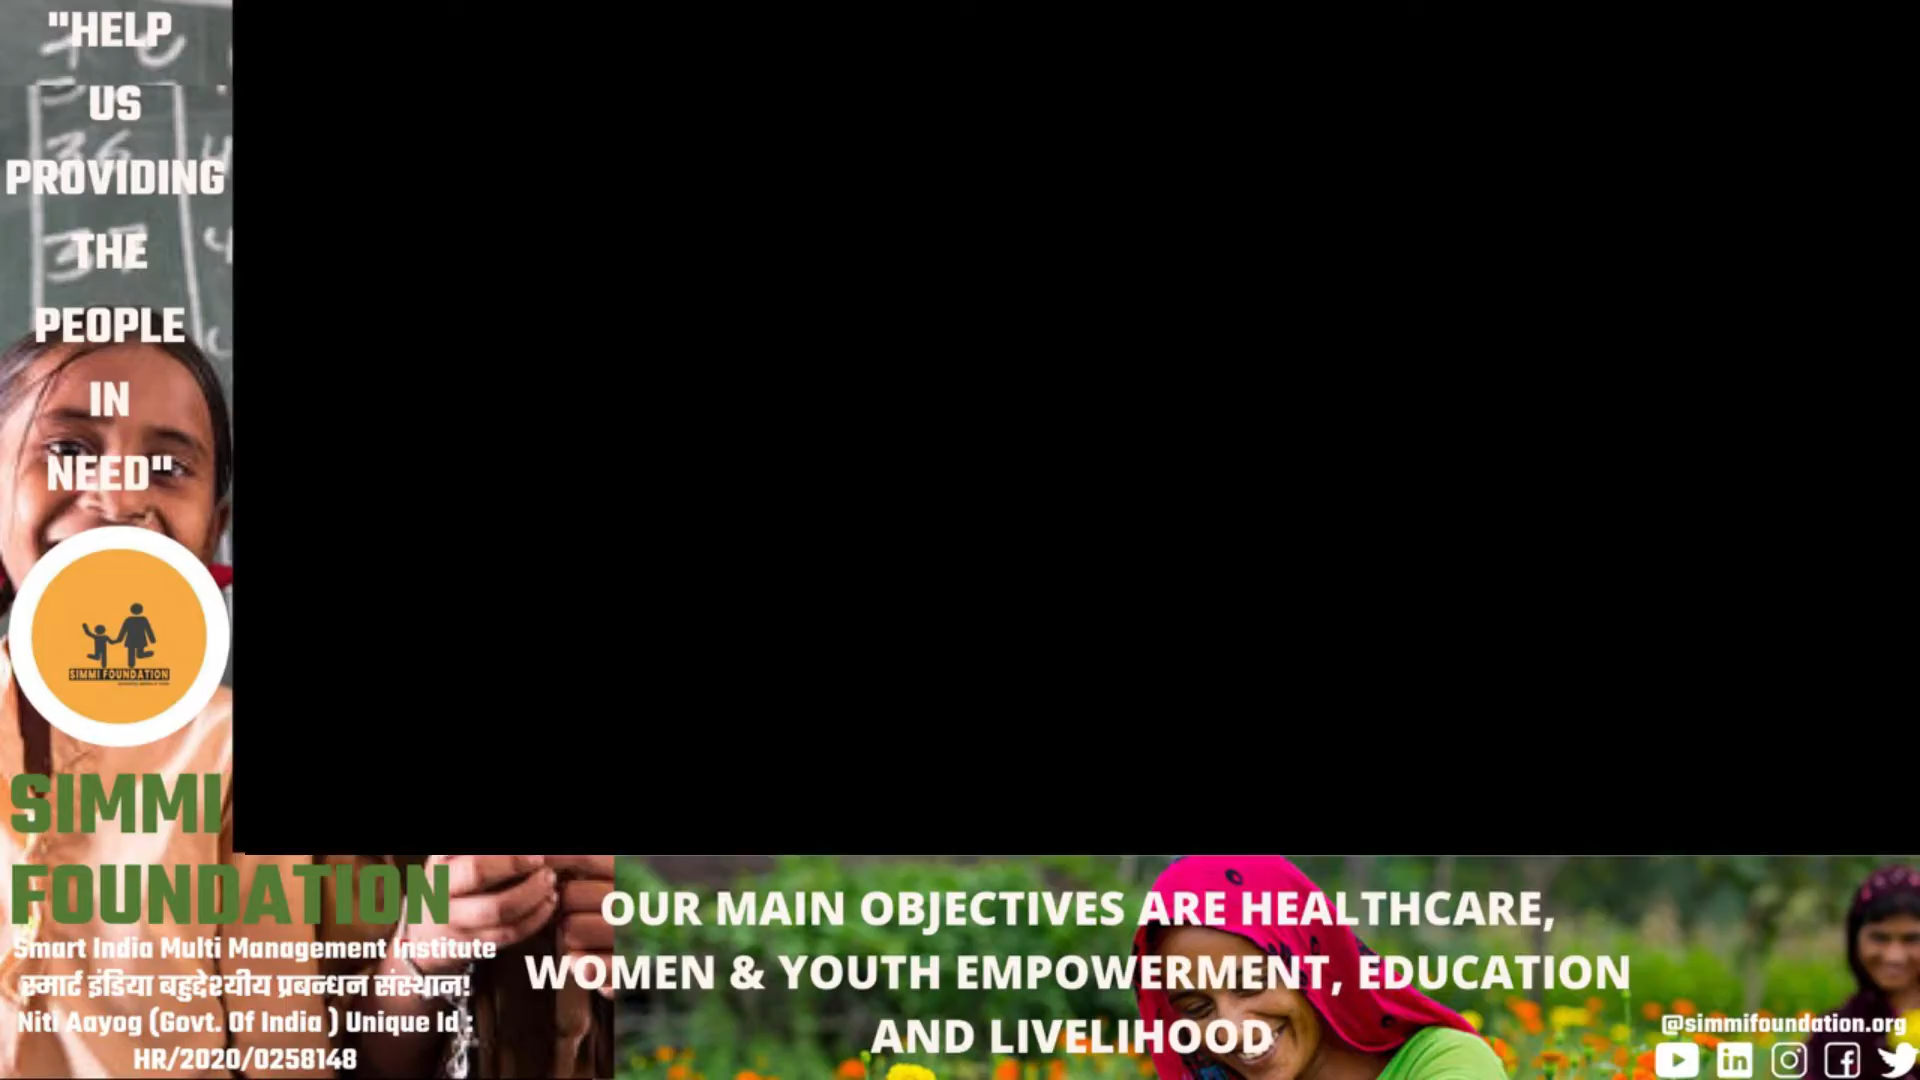 "HELP
US
PROVIDING
THE
PEOPLE
IN
NEED"
SIMMI FOUNDATION
SIMMI
FOUNDATION
Smart India Multi Management Institute
स्मार्ट इंडिया बहुद्देश्यीय प्रबन्धन संस्थान!
Niti Aayog (Govt. Of India ) Unique Id :
HR/2020/0258148
OUR MAIN OBJECTIVES ARE HEALTHCARE,
WOMEN & YOUTH EMPOWERMENT, EDUCATION
AND LIVELIHOOD
@simmifoundation.org